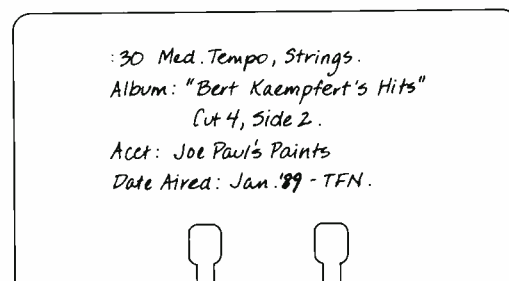 :30 Med. Tempo, Strings.
Album: "Bert Kaempfert's Hits"
Cut 4, Side 2.
Acct: Joe Paul's Paints
Date Aired: Jan. '89 - TFN.